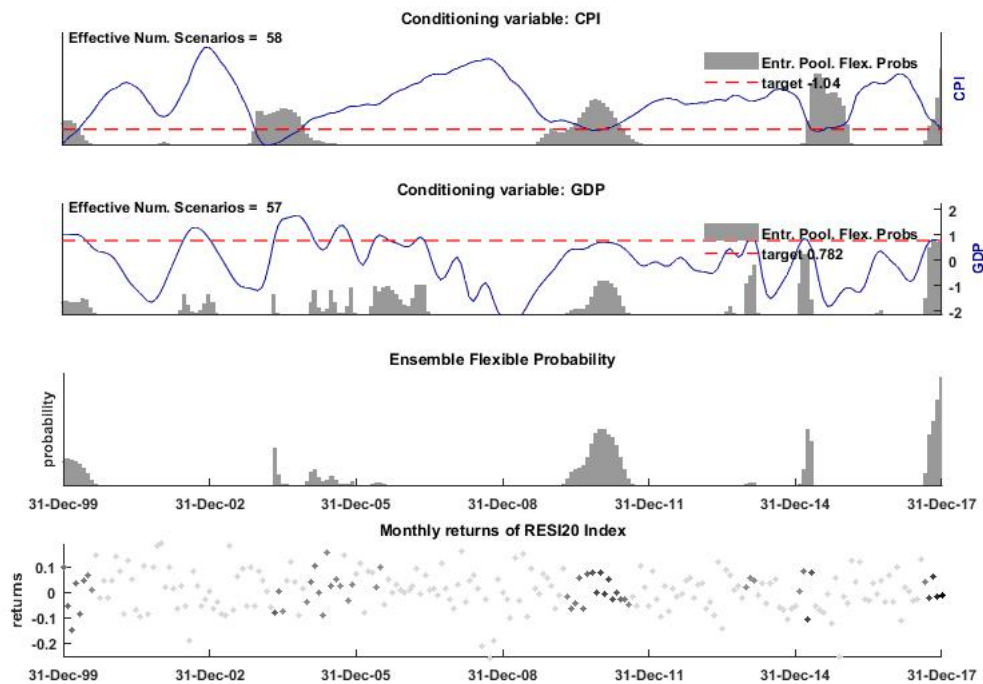 Conditioning variable: CPI
Effective Num. Scenarios = 58
Entr. Pool. Flex. Probs
target -1.04
CPI
Conditioning variable: GDP
Effective Num. Scenarios = 57
Entr. Pool. Flex. Probs
target 0.782
2
1
0
-1
-2
GDP
Ensemble Flexible Probability
probability
31-Dec-99 31-Dec-02 31-Dec-05 31-Dec-08 31-Dec-11 31-Dec-14 31-Dec-17
Monthly returns of RESI20 Index
returns
0.1
0
-0.1
-0.2
31-Dec-99 31-Dec-02 31-Dec-05 31-Dec-08 31-Dec-11 31-Dec-14 31-Dec-17